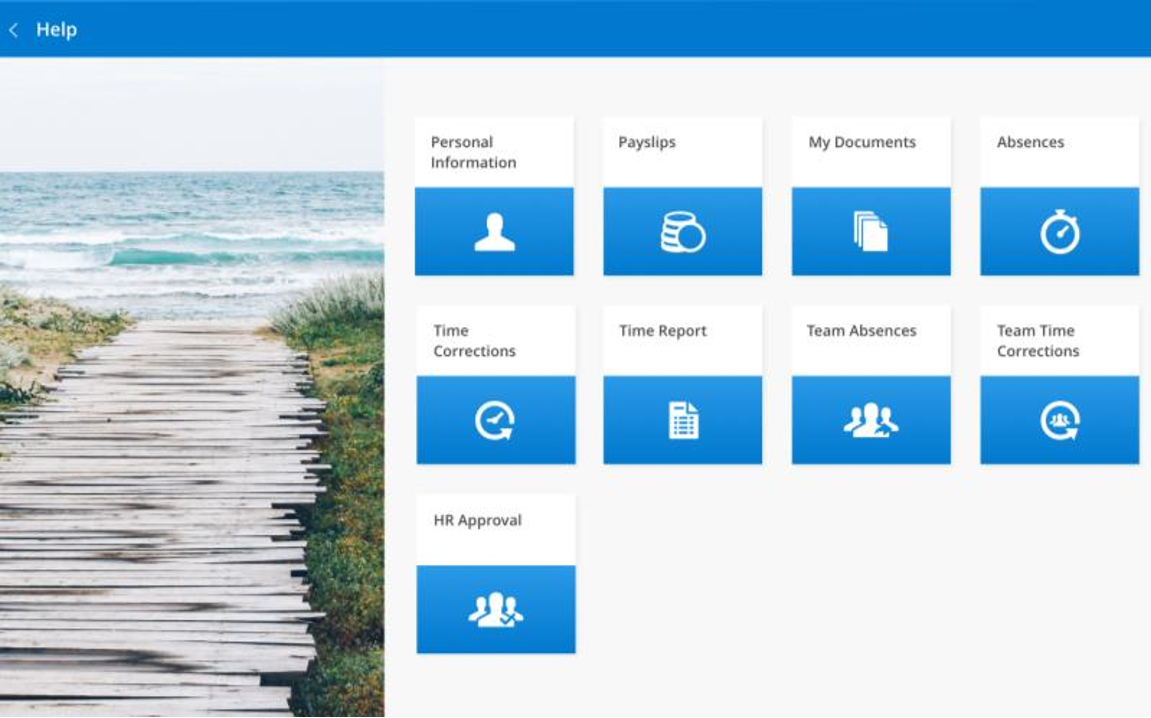 Help
Personal
Information
Payslips
My Documents
Absences
Time
Corrections
Time Report
Team Absences
Team Time
Corrections
HR Approval